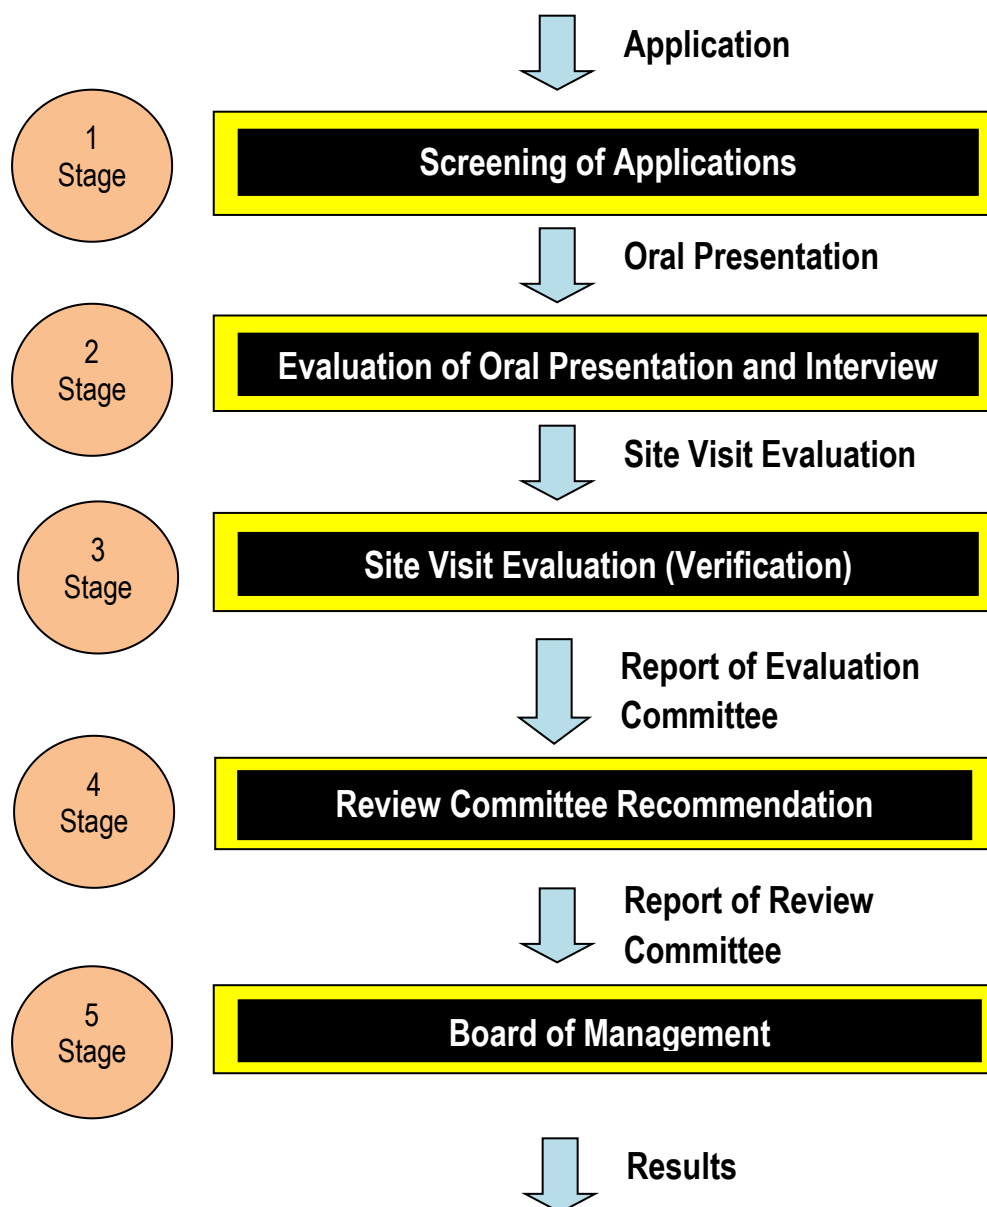 Application
1
Stage
Screening of Applications
Oral Presentation
2
Stage
Evaluation of Oral Presentation and Interview
Site Visit Evaluation
3
Stage
Site Visit Evaluation (Verification)
Report of Evaluation
Committee
4
Stage
Review Committee Recommendation
Report of Review
Committee
5
Stage
Board of Management
Results